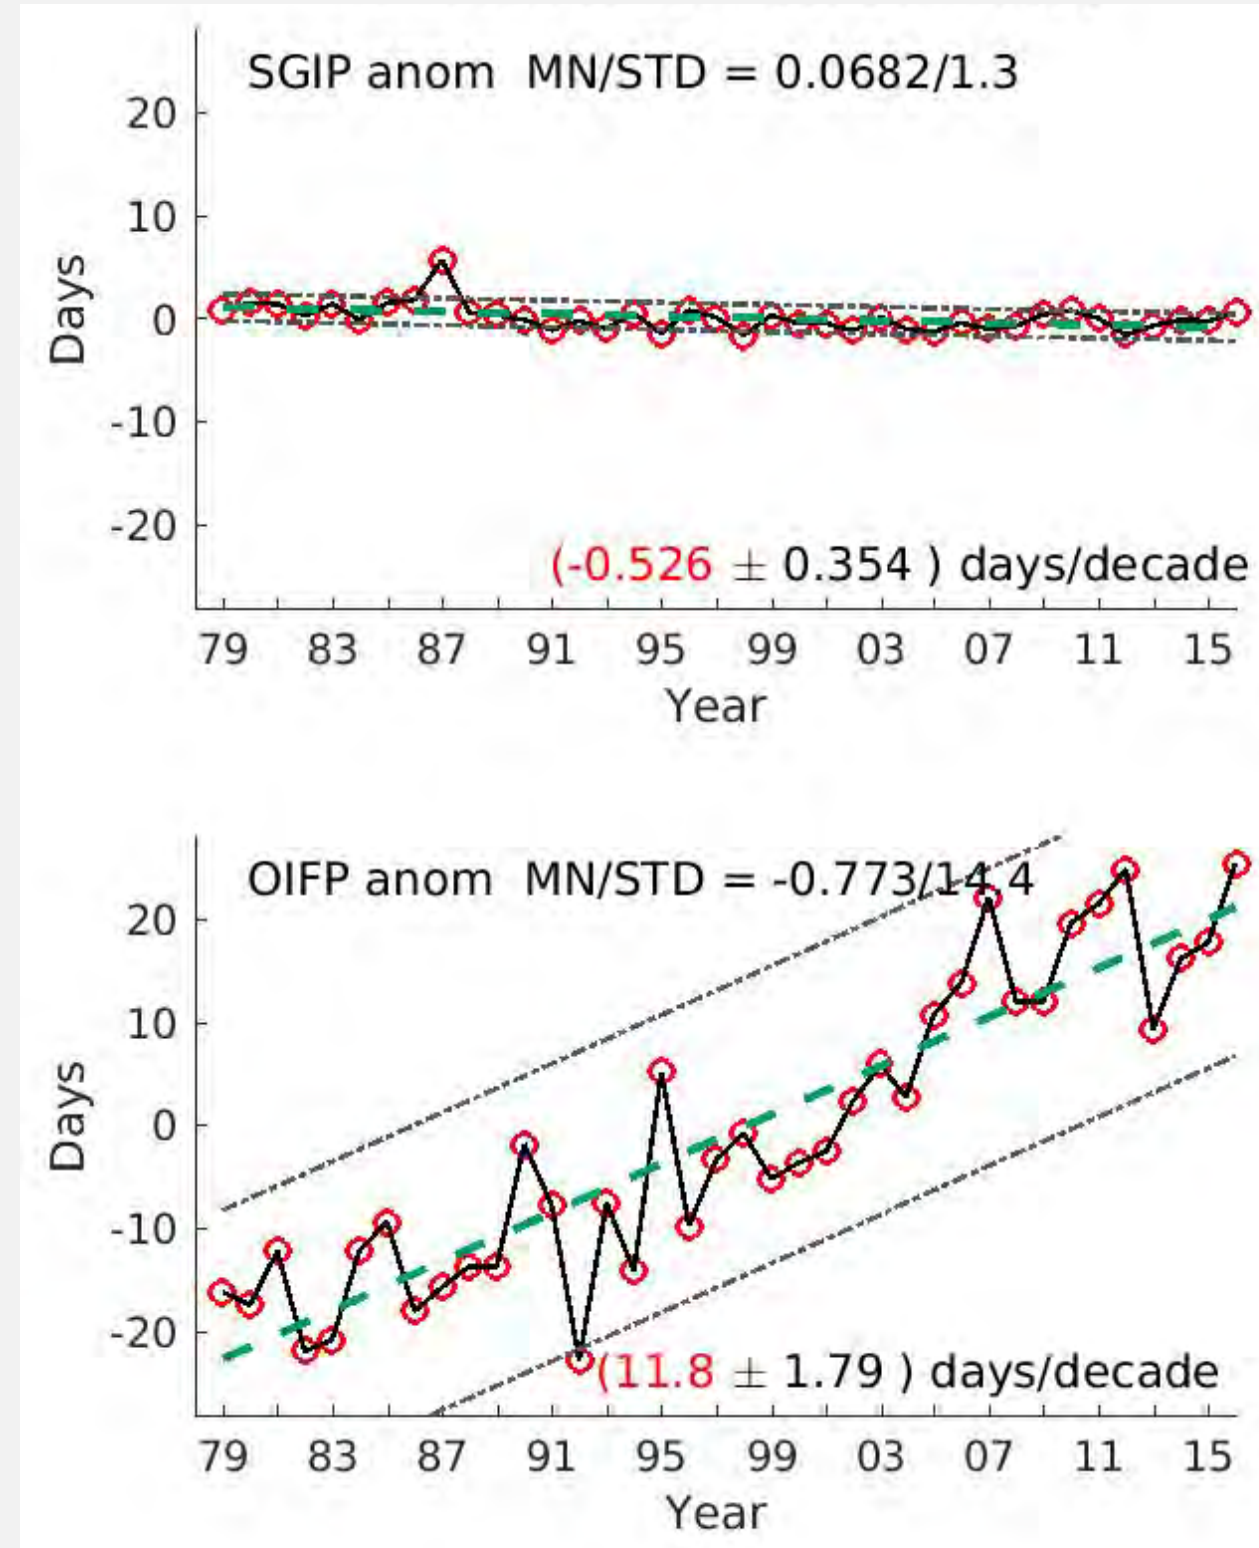 SGIP anom MN/STD = 0.0682/1.3
20
10
0
-10
-20
Days
(-0.526 ± 0.354 ) days/decade
79 83 87 91 95 99 03 07 11 15
Year
OIFP anom MN/STD = -0.773/14.4
20
10
0
-10
-20
Days
(11.8 ± 1.79 ) days/decade
79 83 87 91 95 99 03 07 11 15
Year